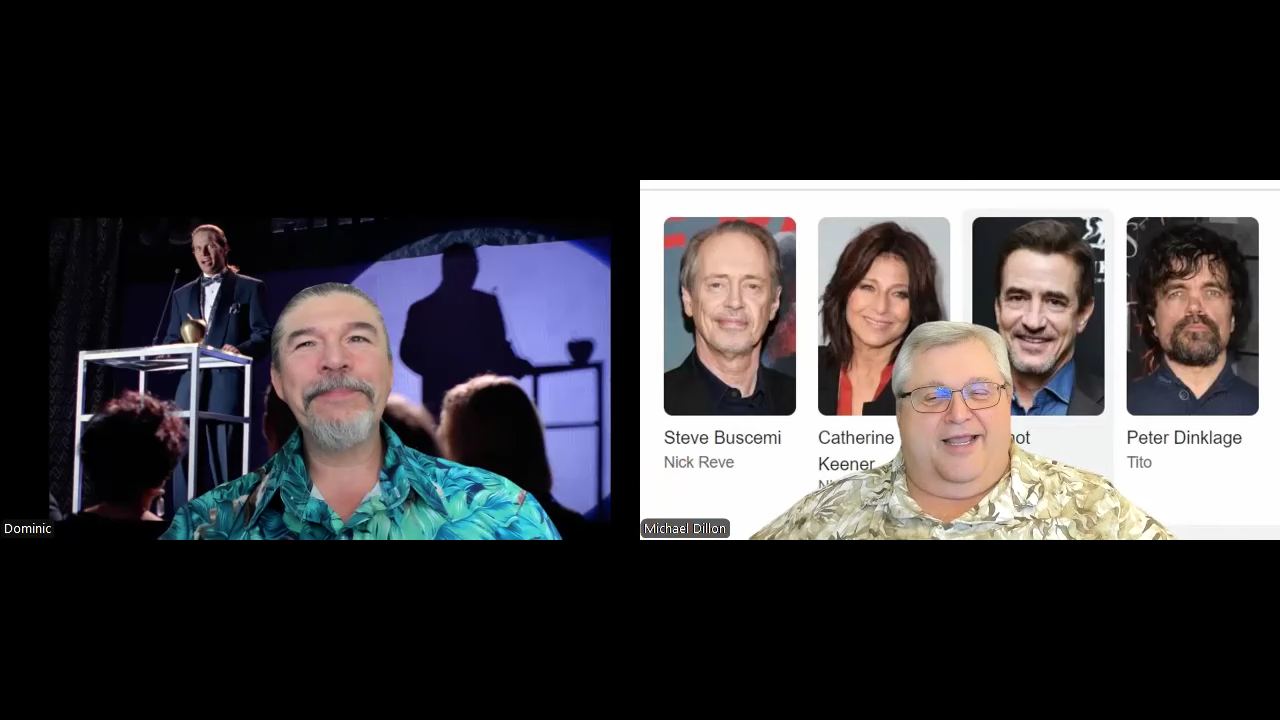 Steve Buscemi
Nick Reve
Catherine
Keener
Peter Dinklage
Tito
Dominic
Michael Dillon